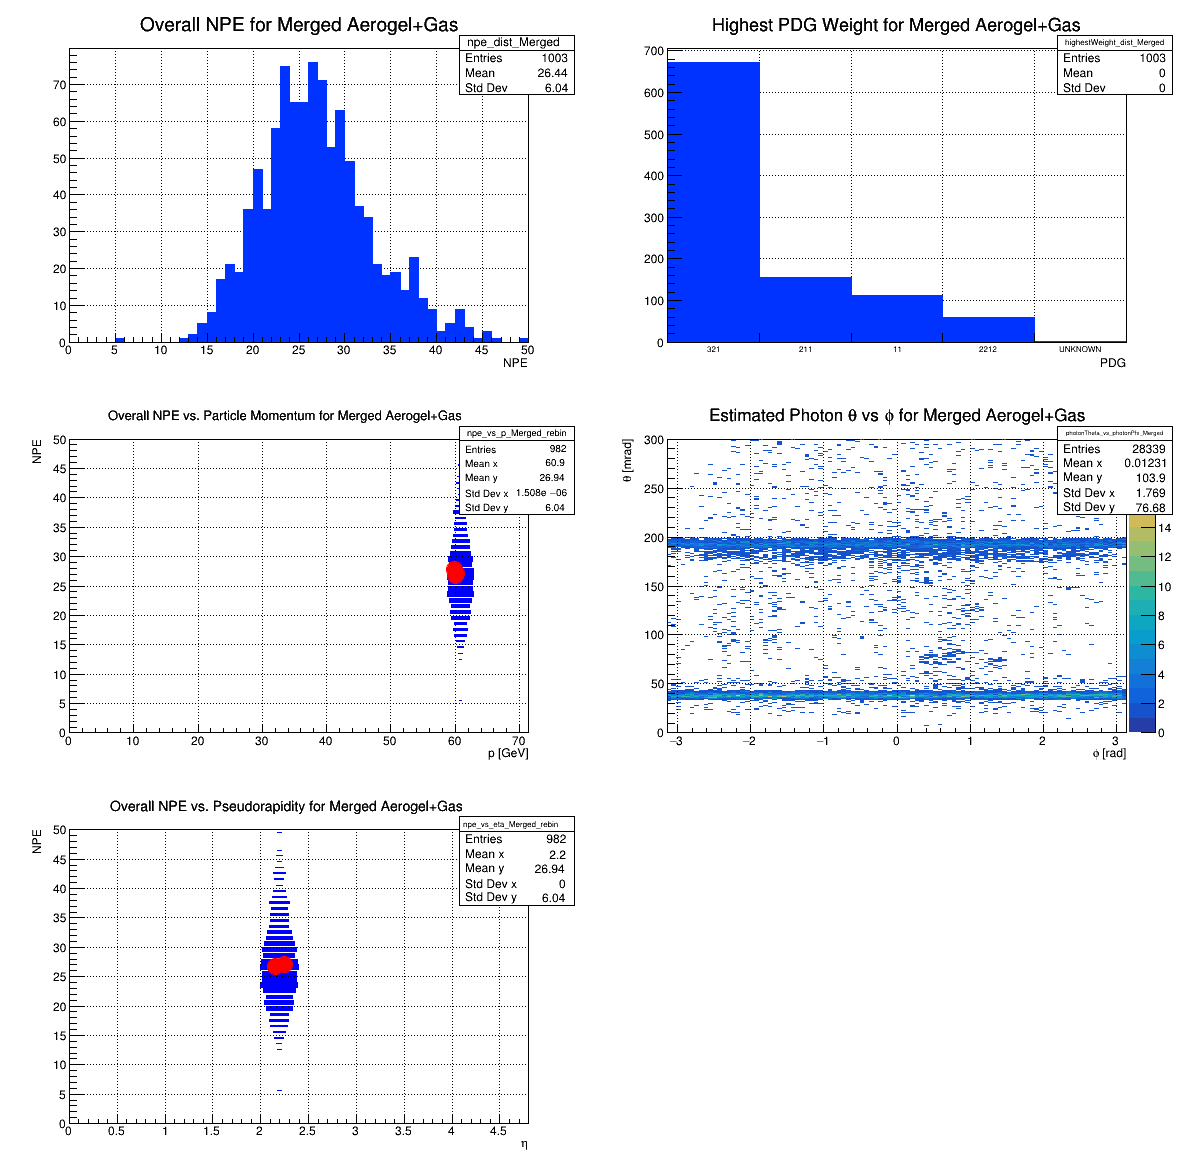 Overall NPE for Merged Aerogel+Gas
npe_dist_Merged
Entries 1003
Mean 26.44
Std Dev 6.04
70
60
50
40
30
20
10
0
0 5 10 15 20 25 30 35 40 45 50
NPE
Highest PDG Weight for Merged Aerogel+Gas
highestWeight_dist_Merged
Entries 1003
Mean 0
Std Dev 0
700
600
500
400
300
200
100
0
321 211 11 2212 UNKNOWN
PDG
Overall NPE vs. Particle Momentum for Merged Aerogel+Gas
npe_vs_p_Merged_rebin
Entries 982
Mean x 60.9
Mean y 26.94
Std Dev x 1.508e −06
Std Dev y 6.04
NPE
50
45
40
35
30
25
20
15
10
5
0
0 10 20 30 40 50 60 70
p [GeV]
Estimated Photon θ vs ϕ for Merged Aerogel+Gas
photonTheta_vs_photonPhi_Merged
Entries 28339
Mean x 0.01231
Mean y 103.9
Std Dev x 1.769
Std Dev y 76.68
θ [mrad]
300
250
200
150
100
50
0
−3 −2 −1 0 1 2 3
ϕ [rad]
14
12
10
8
6
4
2
0
Overall NPE vs. Pseudorapidity for Merged Aerogel+Gas
npe_vs_eta_Merged_rebin
Entries 982
Mean x 2.2
Mean y 26.94
Std Dev x 0
Std Dev y 6.04
NPE
50
45
40
35
30
25
20
15
10
5
0
0 0.5 1 1.5 2 2.5 3 3.5 4 4.5
η